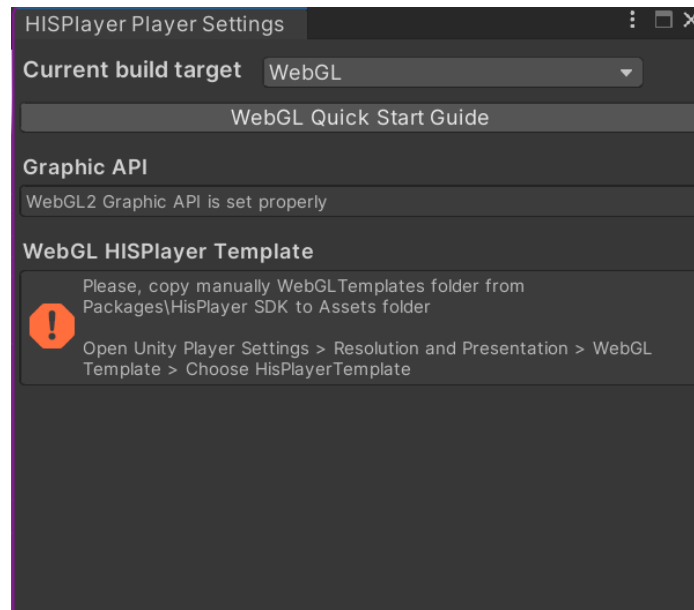 HISPlayer Player Settings
Current build target WebGL
WebGL Quick Start Guide
Graphic API
WebGL2 Graphic API is set properly
WebGL HISPlayer Template
Please, copy manually WebGLTemplates folder from
Packages\HisPlayer SDK to Assets folder
Open Unity Player Settings > Resolution and Presentation > WebGL
Template > Choose HisPlayerTemplate